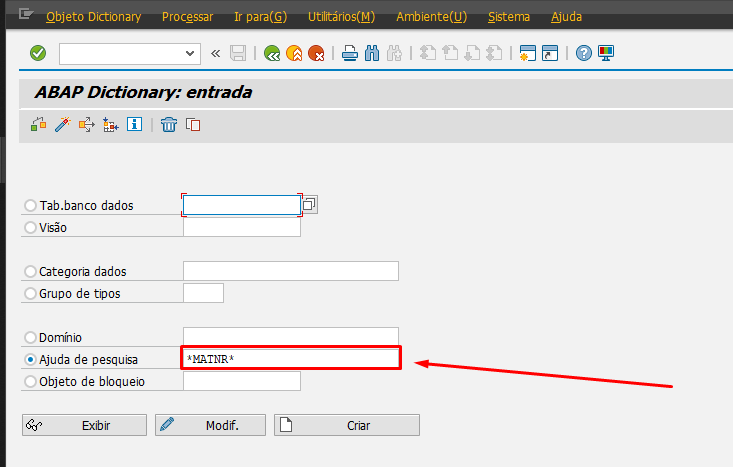 Objeto Dictionary Processar Ir para(G) Utilitários(M) Ambiente(U) Sistema Ajuda
ABAP Dictionary: entrada
Tab.banco dados
Visão
Categoria dados
Grupo de tipos
Domínio
Ajuda de pesquisa *MATNR*
Objeto de bloqueio
Exibir Modif. Criar